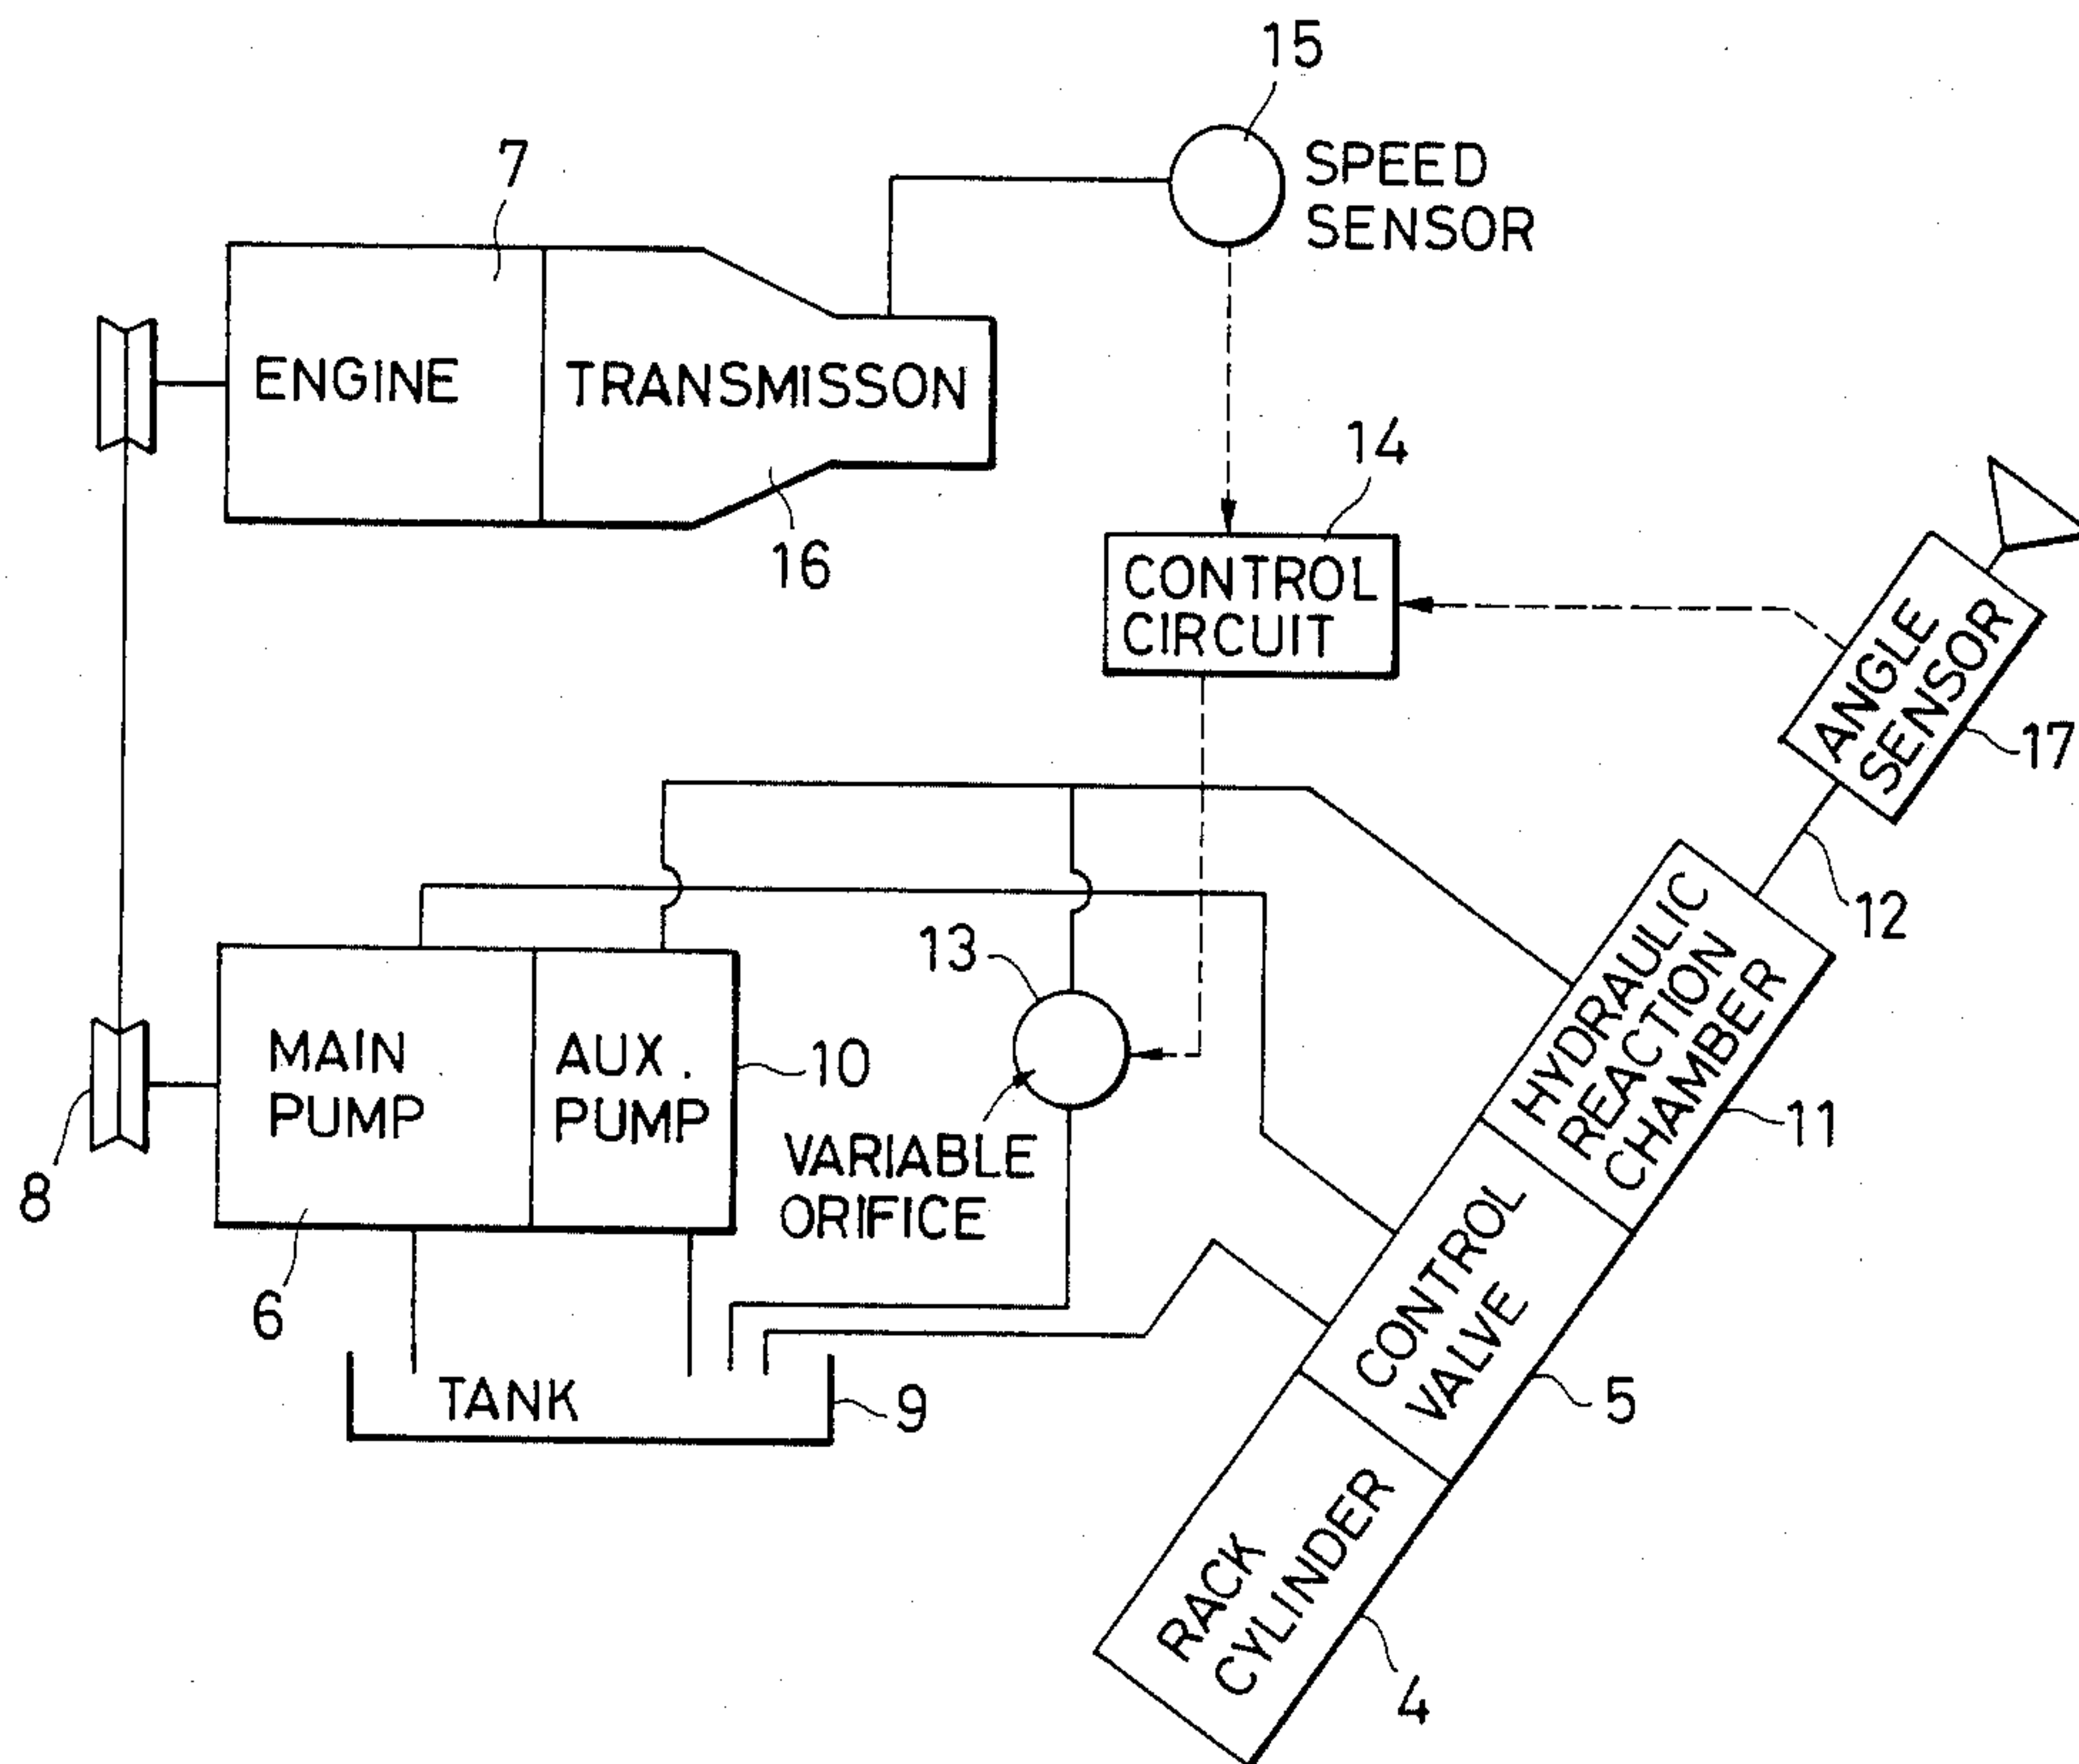 15
SPEED
SENSOR
7
ENGINE
TRANSMISSON
16
14
CONTROL
CIRCUIT
ANGLE
SENSOR
17
12
HYDRAULIC
REACTION
CHAMBER
11
13
MAIN
PUMP
AUX.
PUMP
10
VARIABLE
ORIFICE
8
6
CONTROL
VALVE
5
TANK
9
RACK
CYLINDER
4